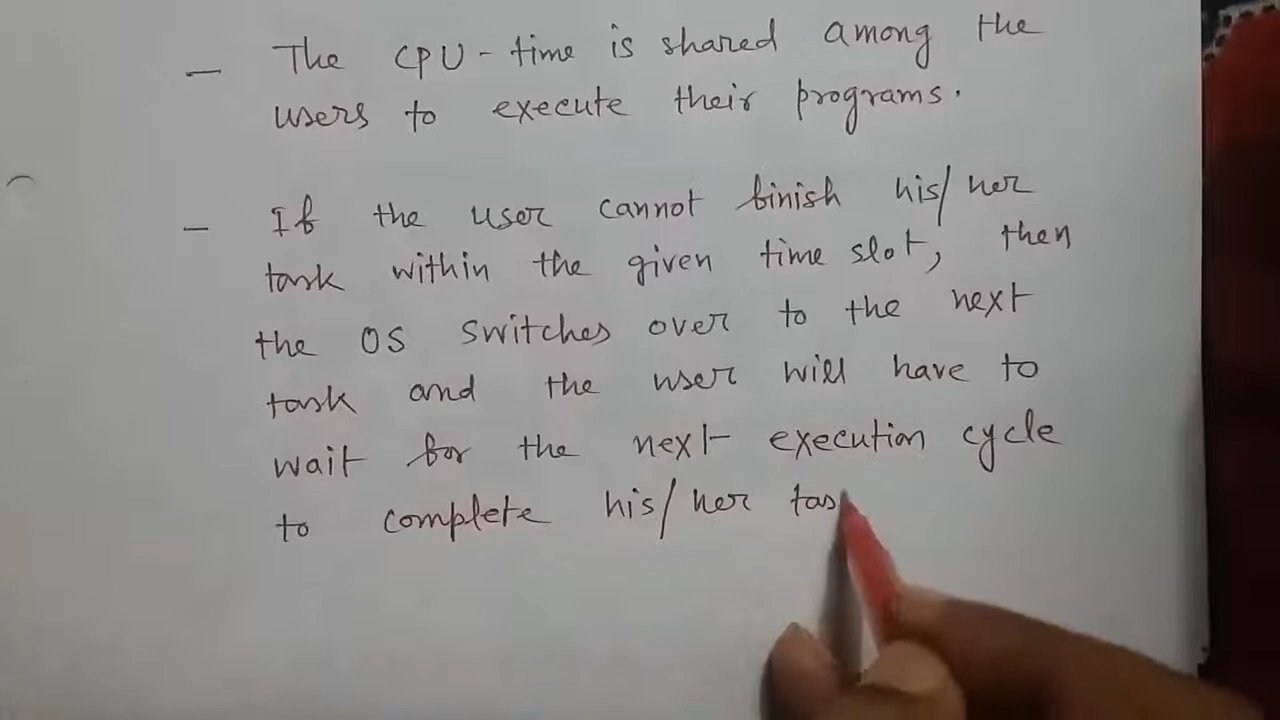 - The CPU-time is shared among the
users to execute their programs.
- If the user cannot finish his/her
task within the given time slot, then
the OS switches over to the next
task and the user will have to
wait for the next execution cycle
to complete his/her tas